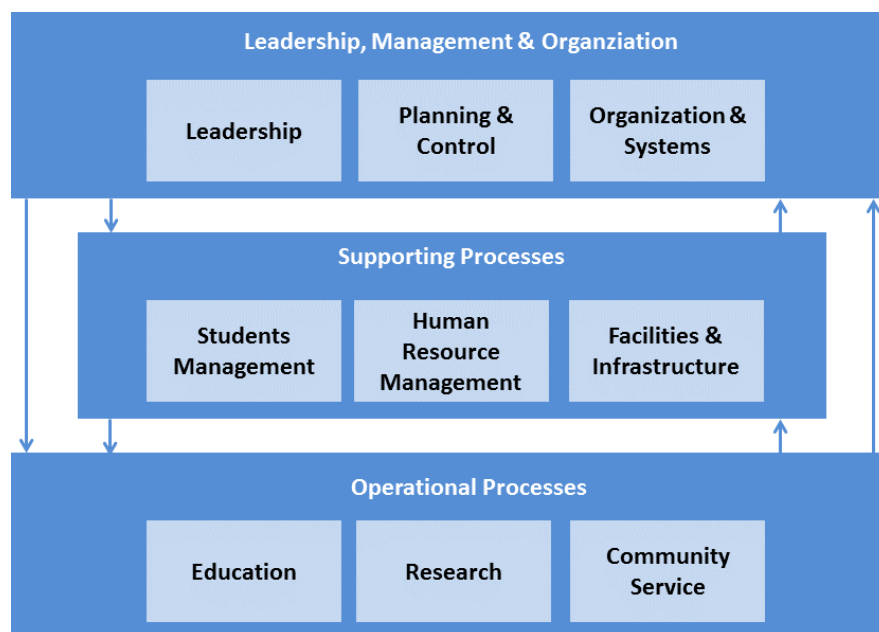 Leadership, Management & Organziation
Leadership
Planning &
Control
Organization &
Systems
Supporting Processes
Students
Management
Human
Resource
Management
Facilities &
Infrastructure
Operational Processes
Education
Research
Community
Service